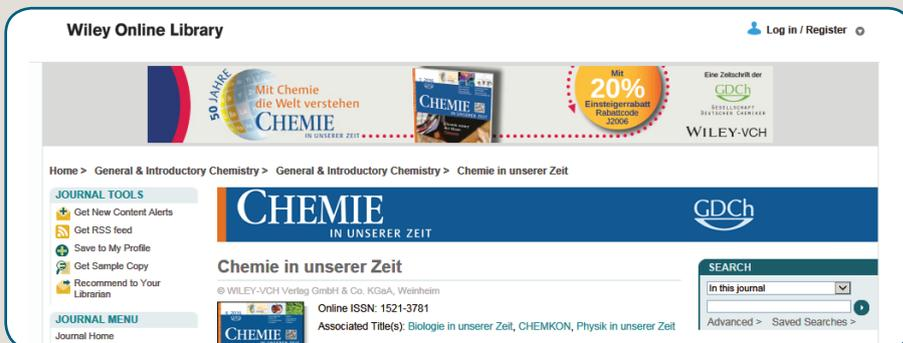 Wiley Online Library
Log in / Register
50 JAHRE
Mit Chemie
die Welt verstehen
CHEMIE
IN UNSERER ZEIT
CHEMIE
Mit
20%
Einsteigerrabatt
Rabattcode
J2006
Eine Zeitschrift der
GDCh
GESELLSCHAFT
DEUTSCHER CHEMIKER
WILEY-VCH
Home > General & Introductory Chemistry > General & Introductory Chemistry > Chemie in unserer Zeit
JOURNAL TOOLS
Get New Content Alerts
Get RSS feed
Save to My Profile
Get Sample Copy
Recommend to Your
Librarian
JOURNAL MENU
Journal Home
CHEMIE
IN UNSERER ZEIT
GDCh
Chemie in unserer Zeit
© WILEY-VCH Verlag GmbH & Co. KGaA, Weinheim
CHEMIE
Online ISSN: 1521-3781
Associated Title(s): Biologie in unserer Zeit, CHEMKON, Physik in unserer Zeit
SEARCH
In this journal
Advanced > Saved Searches >